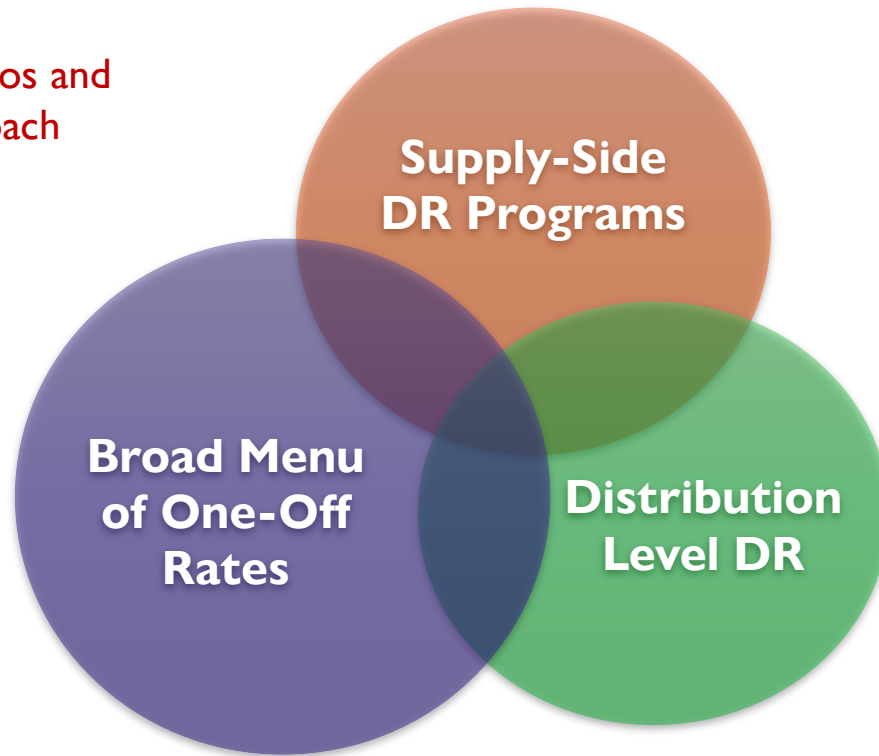 os and
ach
Supply-Side
DR Programs
Broad Menu
of One-Off
Rates
Distribution
Level DR